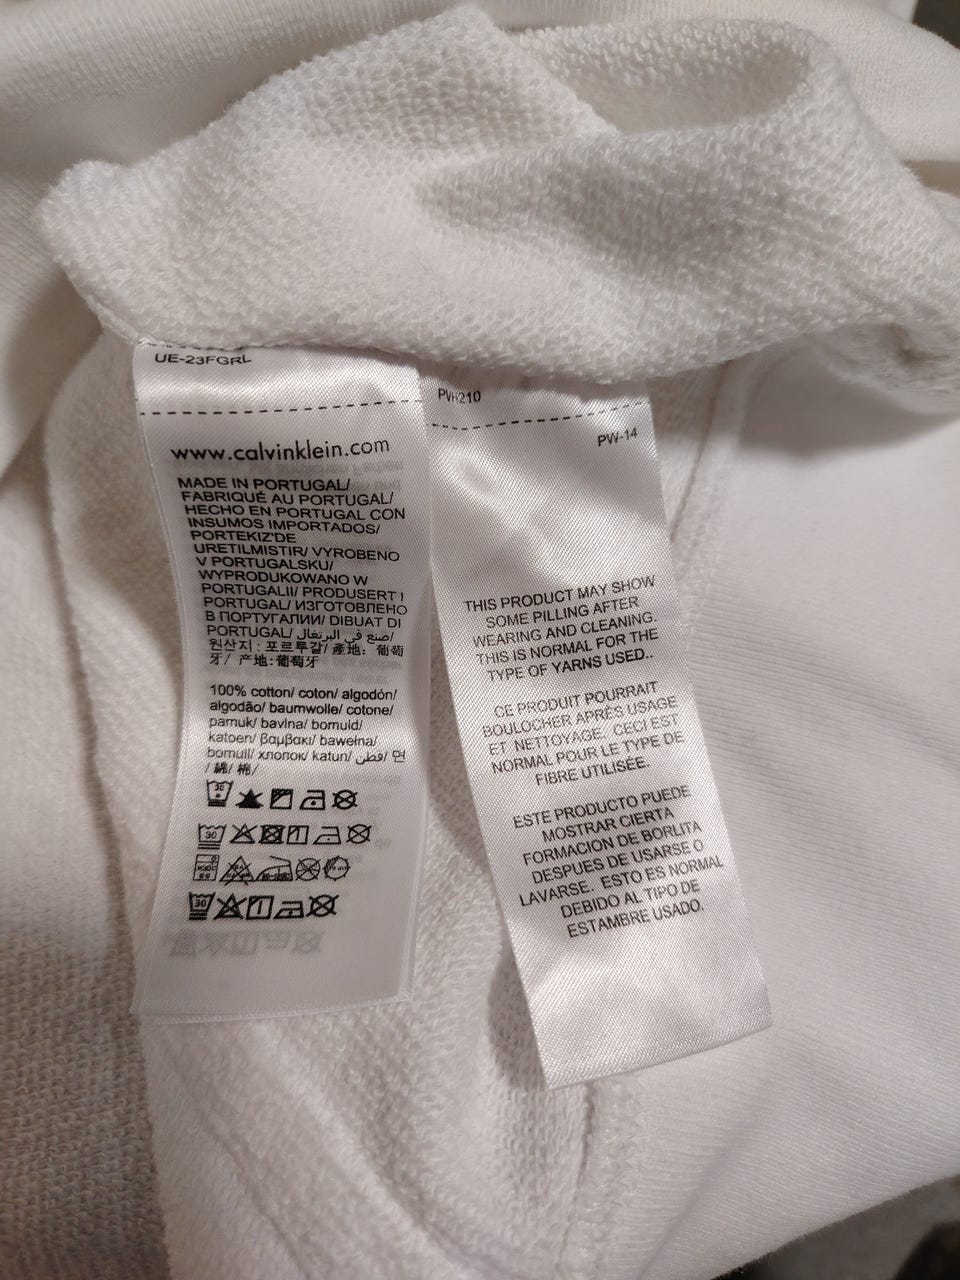 UE-23FGRL
www.calvinklein.com
MADE IN PORTUGAL/
FABRIQUÉ AU PORTUGAL/
HECHO EN PORTUGAL CON
INSUMOS IMPORTADOS/
PORTEKIZ'DE
URETILMISTIR/ VYROBENO
V PORTUGALSKU/
WYPRODUKOWANO W
PORTUGALII/ PRODUSERT I
PORTUGAL/ ИЗГОТОВЛЕНО
В ПОРТУГАЛИИ/ DIBUAT DI
PORTUGAL/ صنع في البرتغال/
원산지 : 포르투갈/ 產地: 葡萄
牙/ 产地:葡萄牙
100% cotton/ coton/ algodón/
algodão/ baumwolle/ cotone/
pamuk/ bavlna/ bomuld/
katoen/ βαμβακι/ bawełna/
bomull/ хлопок/ katun/ قطن/ 면
/ 綿/ 棉/
30
30
30
PVH210
PW-14
THIS PRODUCT MAY SHOW
SOME PILLING AFTER
WEARING AND CLEANING.
THIS IS NORMAL FOR THE
TYPE OF YARNS USED..
CE PRODUIT POURRAIT
BOULOCHER APRÈS USAGE
ET NETTOYAGE. CECI EST
NORMAL POUR LE TYPE DE
FIBRE UTILISÉE.
ESTE PRODUCTO PUEDE
MOSTRAR CIERTA
FORMACION DE BORLITA
DESPUES DE USARSE O
LAVARSE. ESTO ES NORMAL
DEBIDO AL TIPO DE
ESTAMBRE USADO.